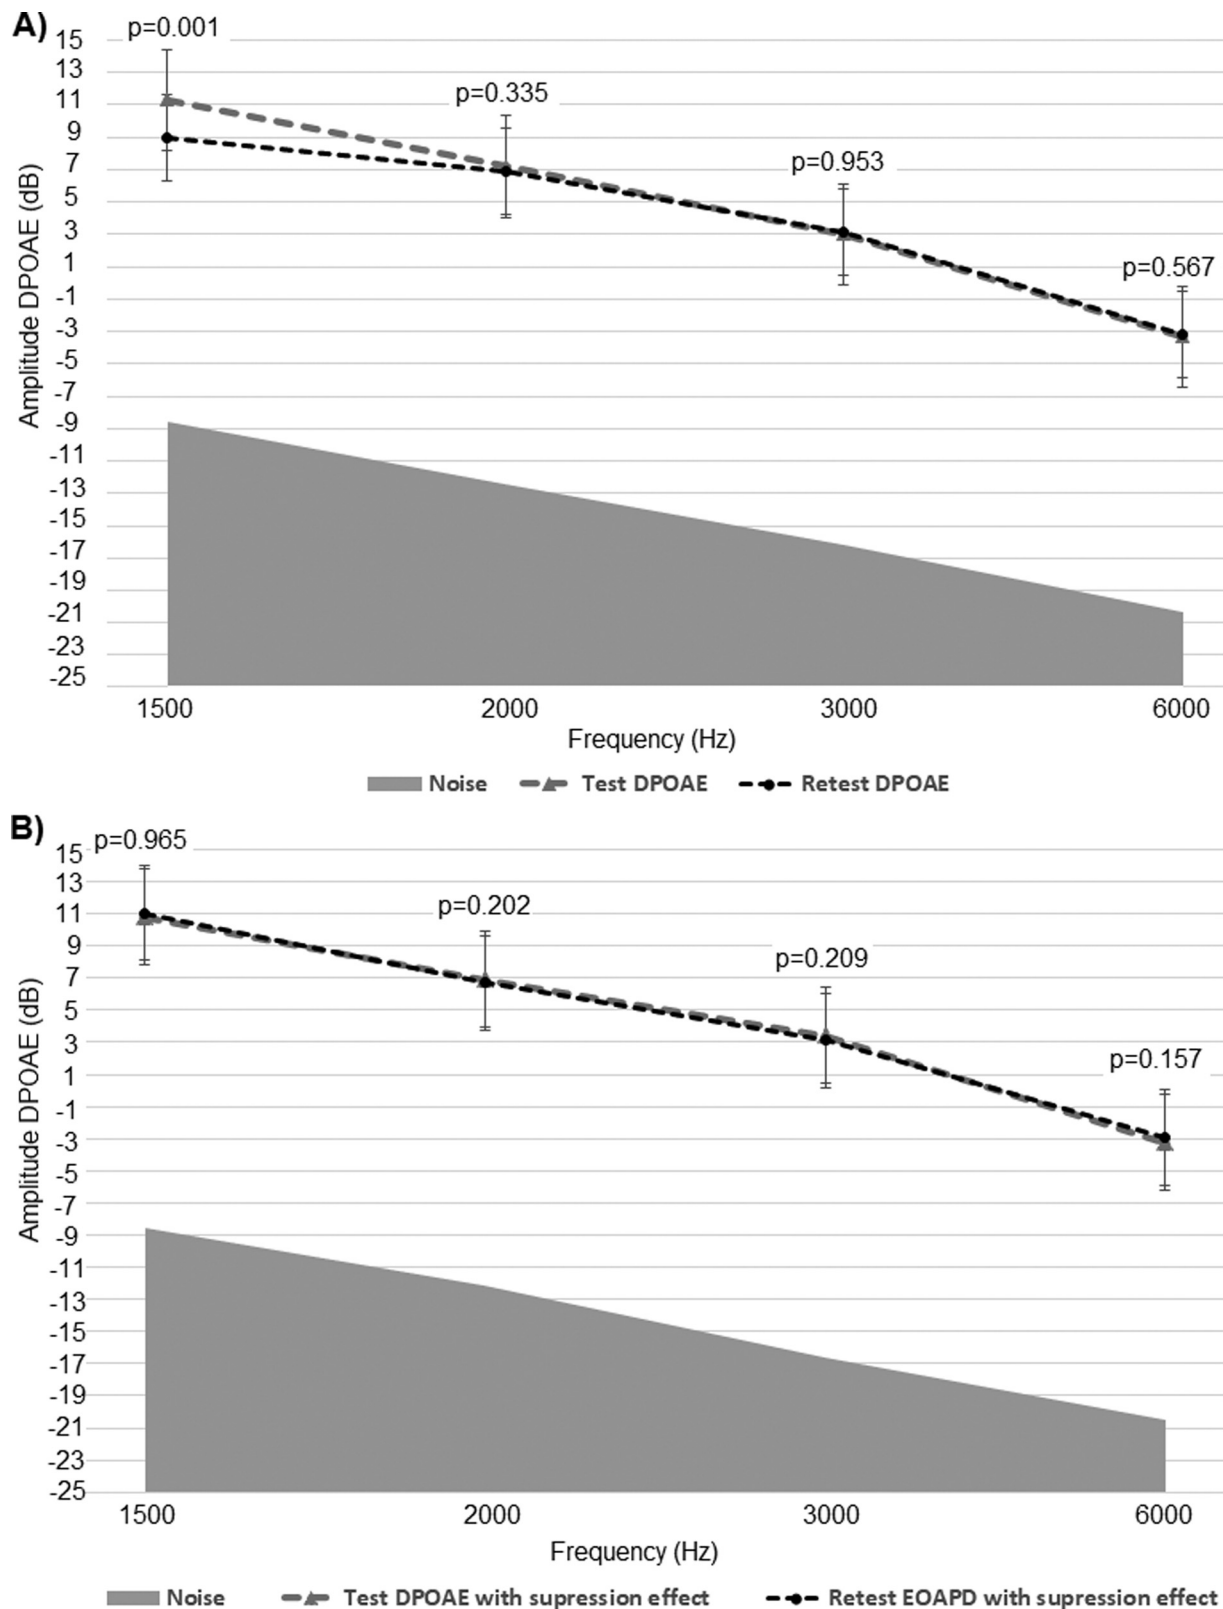 A)
p=0.001
p=0.335
p=0.953
p=0.567
15
13
11
9
7
5
3
1
-1
-3
-5
-7
-9
-11
-13
-15
-17
-19
-21
-23
-25
Amplitude DPOAE (dB)
1500 2000 3000 6000
Frequency (Hz)
Noise Test DPOAE Retest DPOAE
B)
p=0.965
p=0.202
p=0.209
p=0.157
15
13
11
9
7
5
3
1
-1
-3
-5
-7
-9
-11
-13
-15
-17
-19
-21
-23
-25
Amplitude DPOAE (dB)
1500 2000 3000 6000
Frequency (Hz)
Noise Test DPOAE with supression effect Retest EOAPD with supression effect